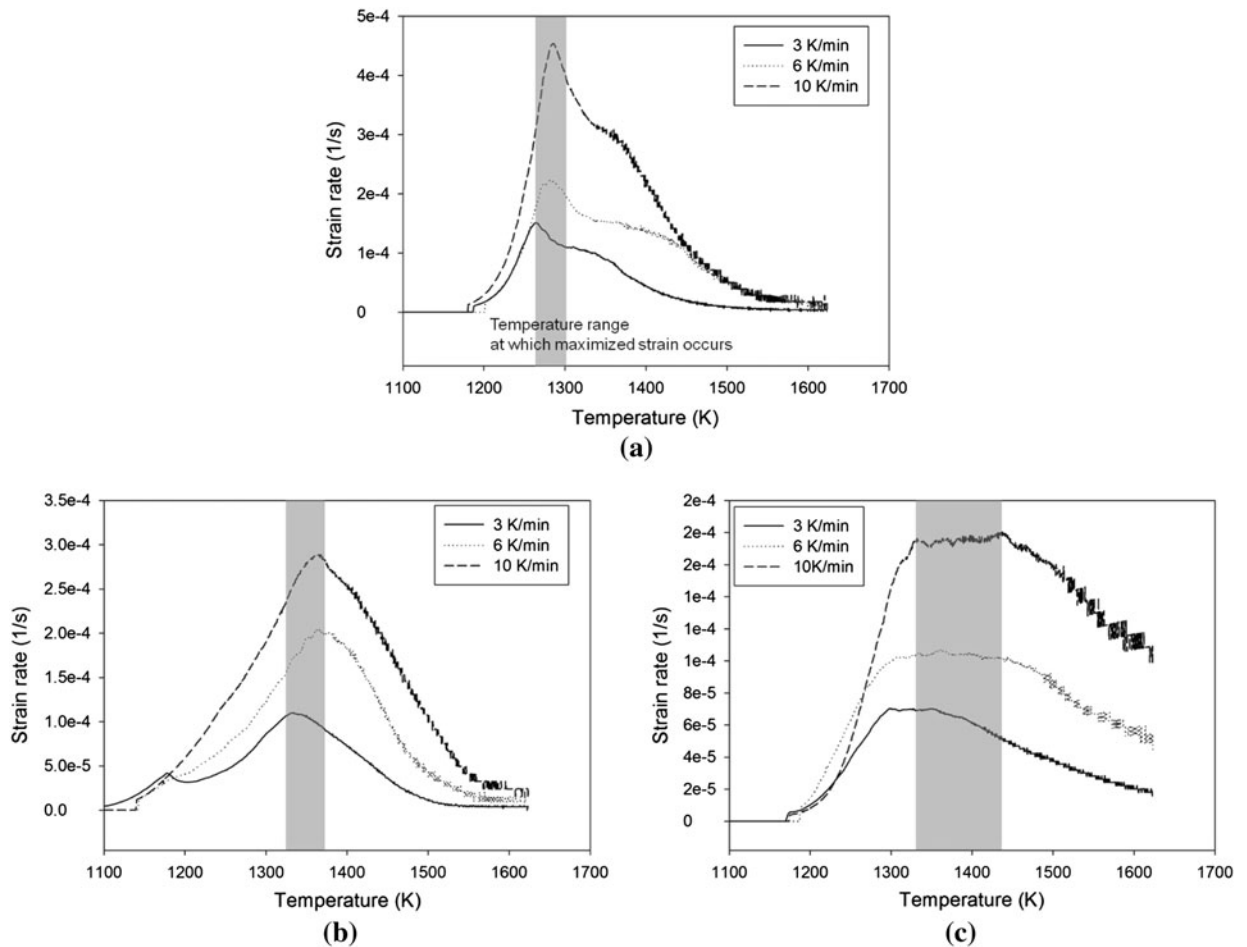 5e-4
4e-4
3e-4
2e-4
1e-4
0
Strain rate (1/s)
3 K/min
6 K/min
10 K/min
Temperature range
at which maximized strain occurs
1100 1200 1300 1400 1500 1600 1700
Temperature (K)
(a)
3.5e-4
3.0e-4
2.5e-4
2.0e-4
1.5e-4
1.0e-4
5.0e-5
0.0
Strain rate (1/s)
3 K/min
6 K/min
10 K/min
1100 1200 1300 1400 1500 1600 1700
Temperature (K)
(b)
2e-4
2e-4
2e-4
1e-4
1e-4
1e-4
8e-5
6e-5
4e-5
2e-5
0
Strain rate (1/s)
3 K/min
6 K/min
10K/min
1100 1200 1300 1400 1500 1600 1700
Temperature (K)
(c)